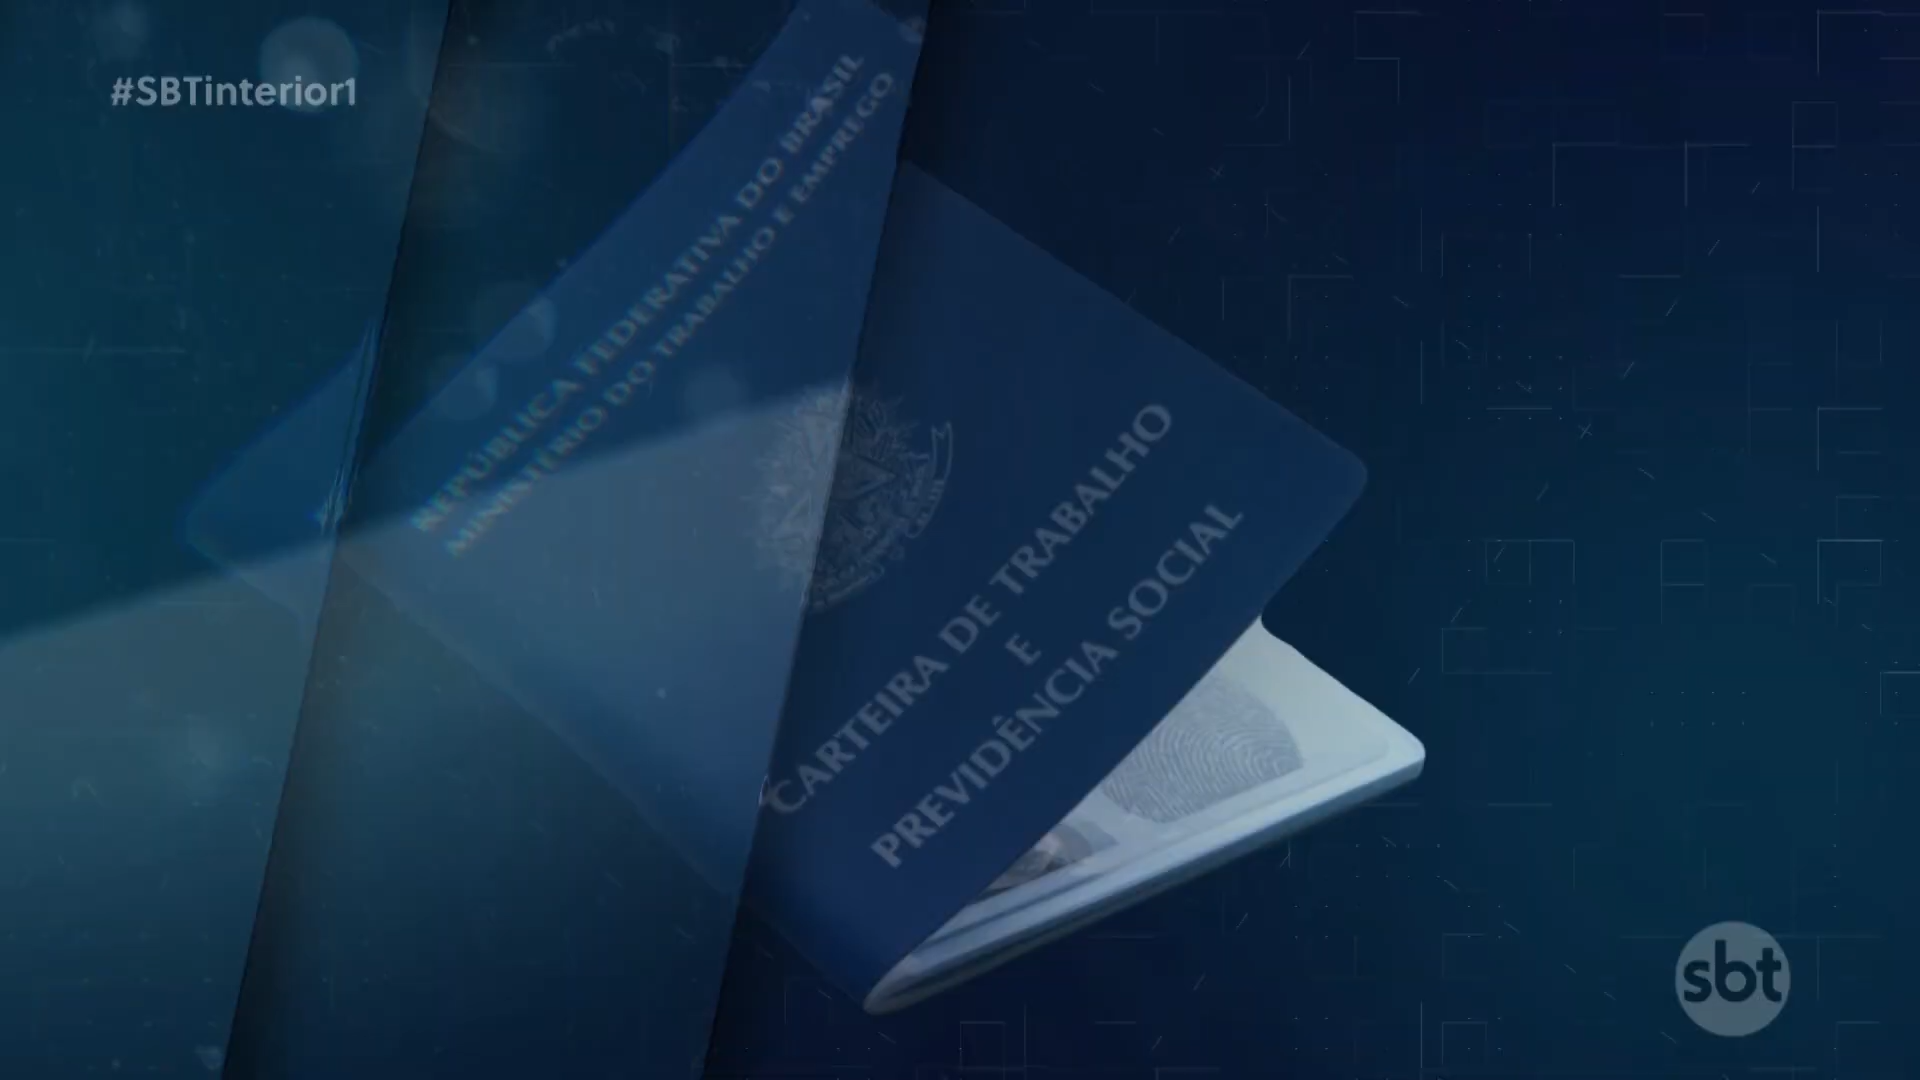 #SBTinterior1
REPÚBLICA FEDERATIVA DO BRASIL
MINISTÉRIO DO TRABALHO E EMPREGO
CARTEIRA DE TRABALHO
E
PREVIDÊNCIA SOCIAL
sbt